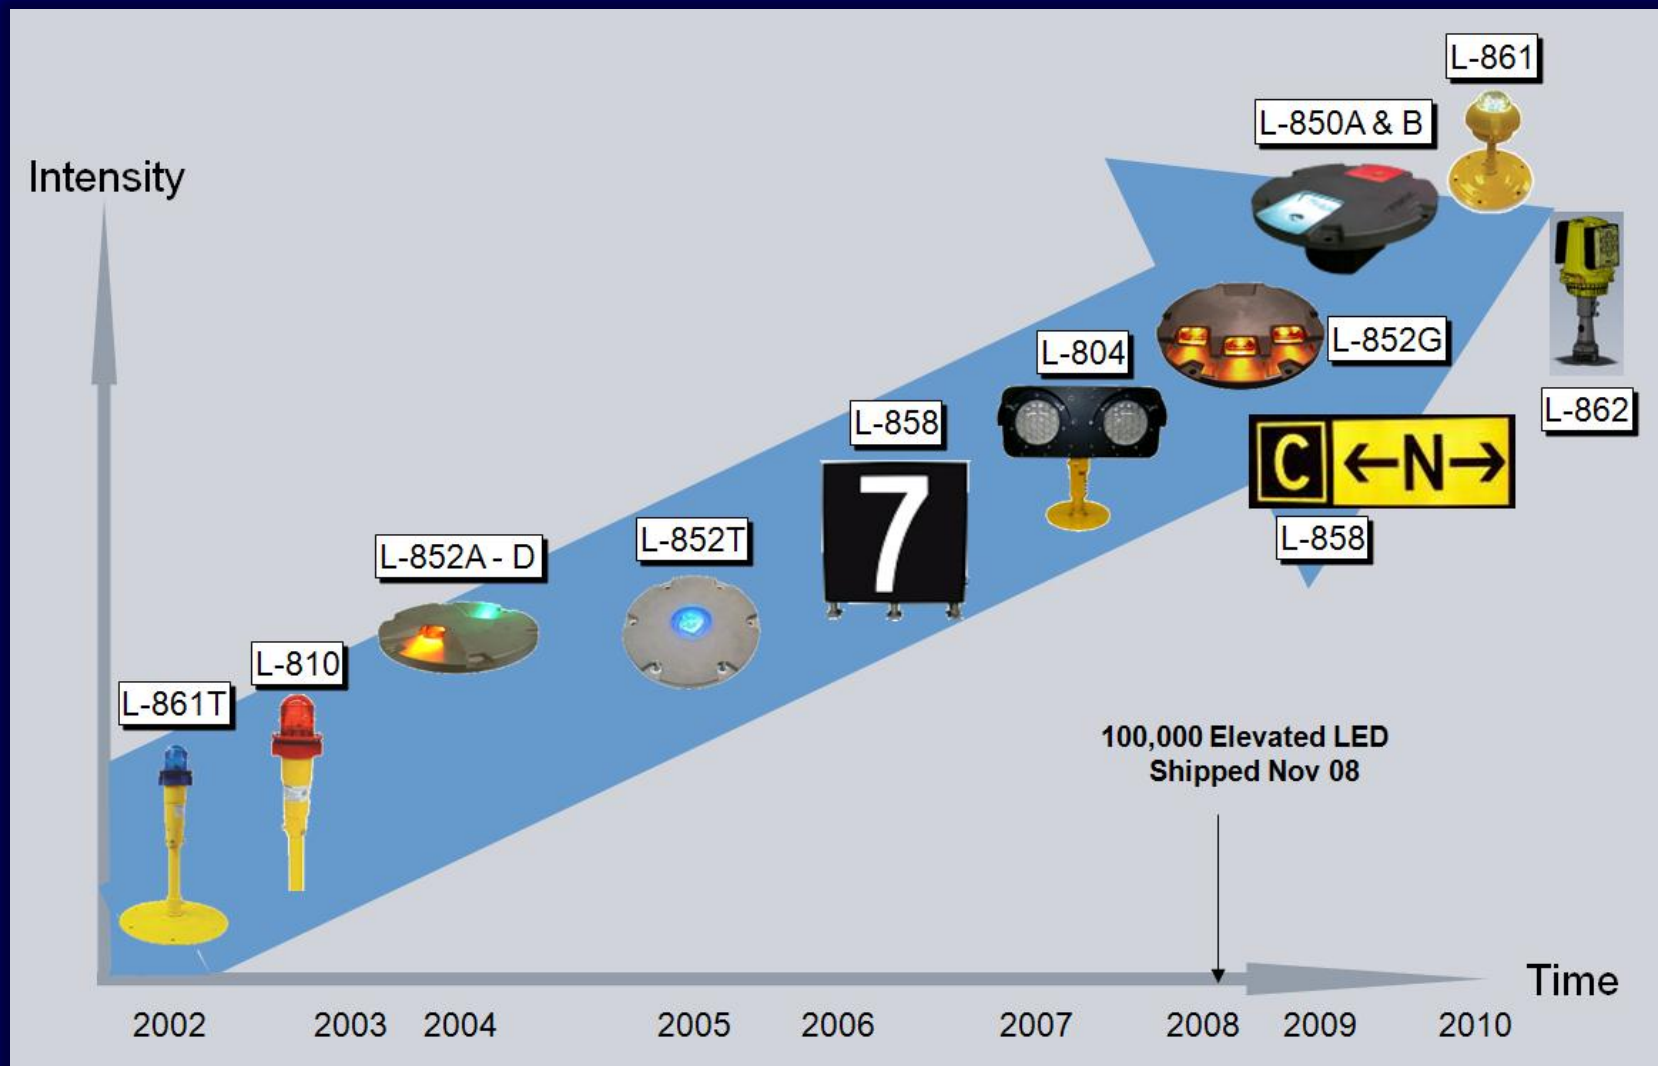 L-861
L-850A & B
Intensity
L-804
L-852G
L-858
L-862
7
C ←N→
L-852T
L-858
L-852A - D
L-810
L-861T
100,000 Elevated LED
Shipped Nov 08
Time
2002 2003 2004 2005 2006 2007 2008 2009 2010